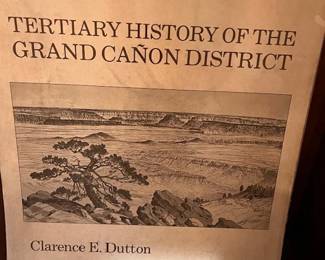 TERTIARY HISTORY OF THE
GRAND CAÑON DISTRICT
Clarence E. Dutton